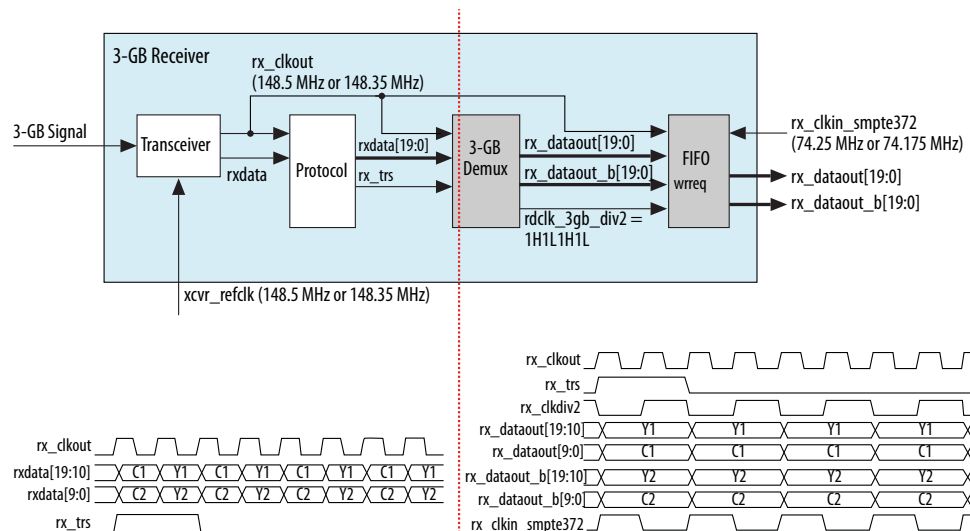 3-GB Receiver
rx_clkout
(148.5 MHz or 148.35 MHz)
3-GB Signal
Transceiver
rxdata
Protocol
rxdata[19:0]
rx_trs
3-GB
Demux
rx_dataout[19:0]
rx_dataout_b[19:0]
rdclk_3gb_div2 =
1H1L1H1L
FIFO
wrreq
rx_clkin_smpte372
(74.25 MHz or 74.175 MHz)
rx_dataout[19:0]
rx_dataout_b[19:0]
xcvr_refclk (148.5 MHz or 148.35 MHz)
rx_clkout
rxdata[19:10] C1 Y1 C1 Y1 C1 Y1 C1 Y1
rxdata[9:0] C2 Y2 C2 Y2 C2 Y2 C2 Y2
rx_trs
rx_clkout
rx_trs
rx_clkdiv2
rx_dataout[19:10] Y1 Y1 Y1 Y1
rx_dataout[9:0] C1 C1 C1 C1
rx_dataout_b[19:10] Y2 Y2 Y2 Y2
rx_dataout_b[9:0] C2 C2 C2 C2
rx_clkin_smpte372